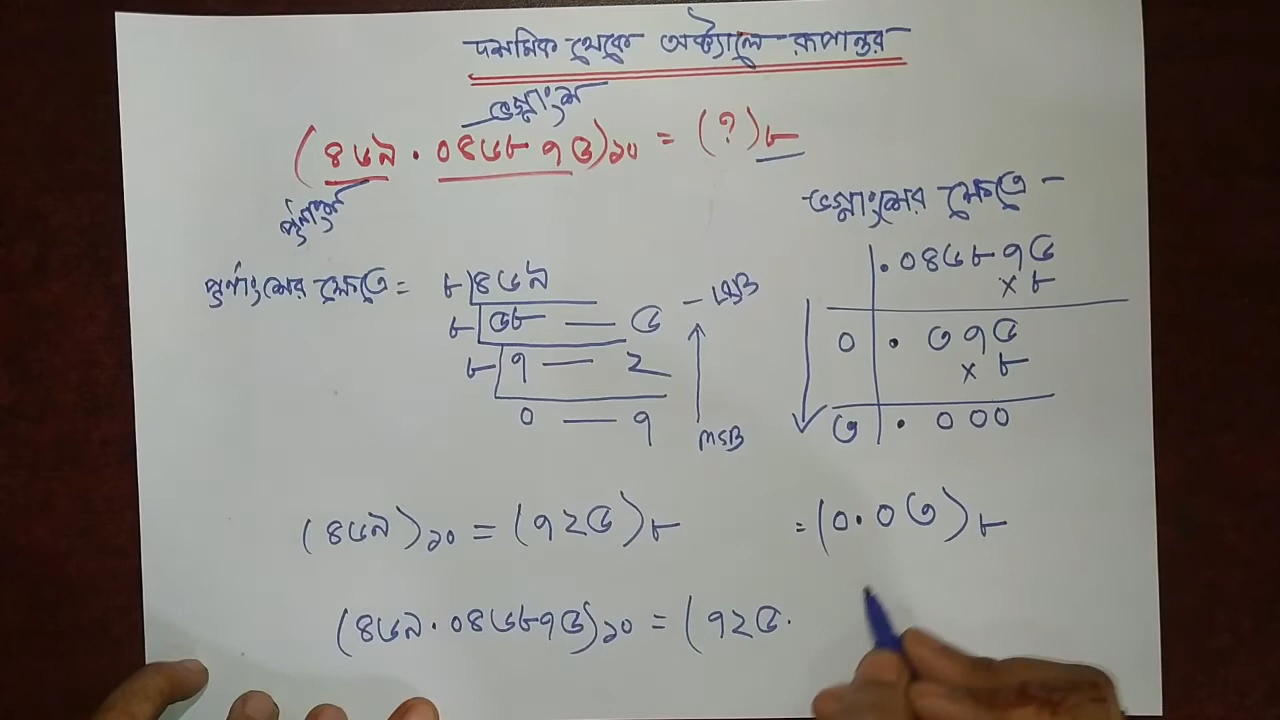 দশমিক থেকে অক্ট্যালে রূপান্তর
ভগ্নাংশ
(৪৬৯.০৪৬৮৭৫)১০ = (?)৮
পূর্ণাংশ
পূর্ণাংশের ক্ষেত্রে =
৮ ৪৬৯
৮ ৫৮ — ৫ – LSB
৮ ৭ — ২
০ — ৭ MSB
ভগ্নাংশের ক্ষেত্রে –
.০৪৬৮৭৫
× ৮
০ . ৩৭৫
× ৮
৩ . ০০০
(৪৬৯)১০ = (৭২৫)৮
= (০.০৩)৮
(৪৬৯.০৪৬৮৭৫)১০ = (৭২৫.